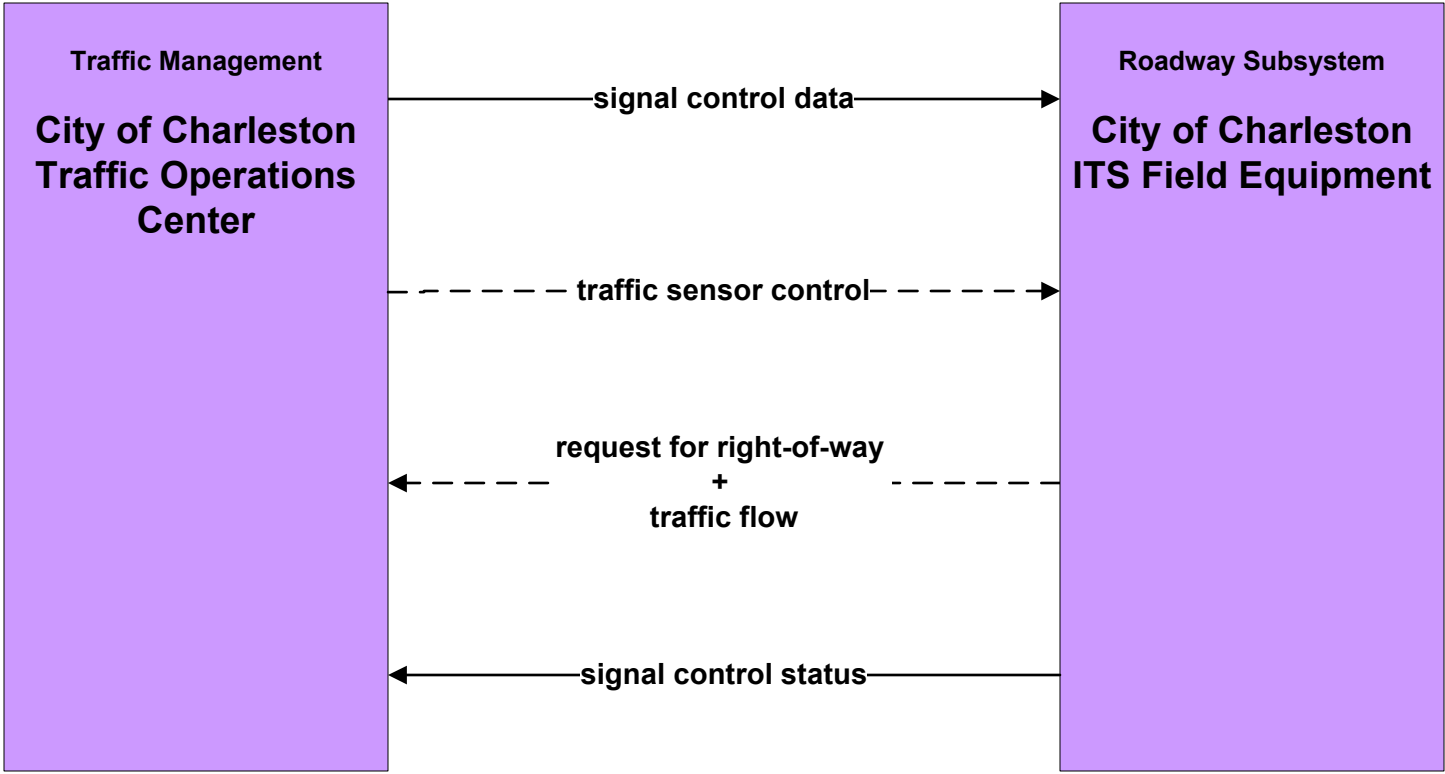 Traffic Management
City of Charleston
Traffic Operations
Center
signal control data
traffic sensor control
request for right-of-way
+
traffic flow
signal control status
Roadway Subsystem
City of Charleston
ITS Field Equipment